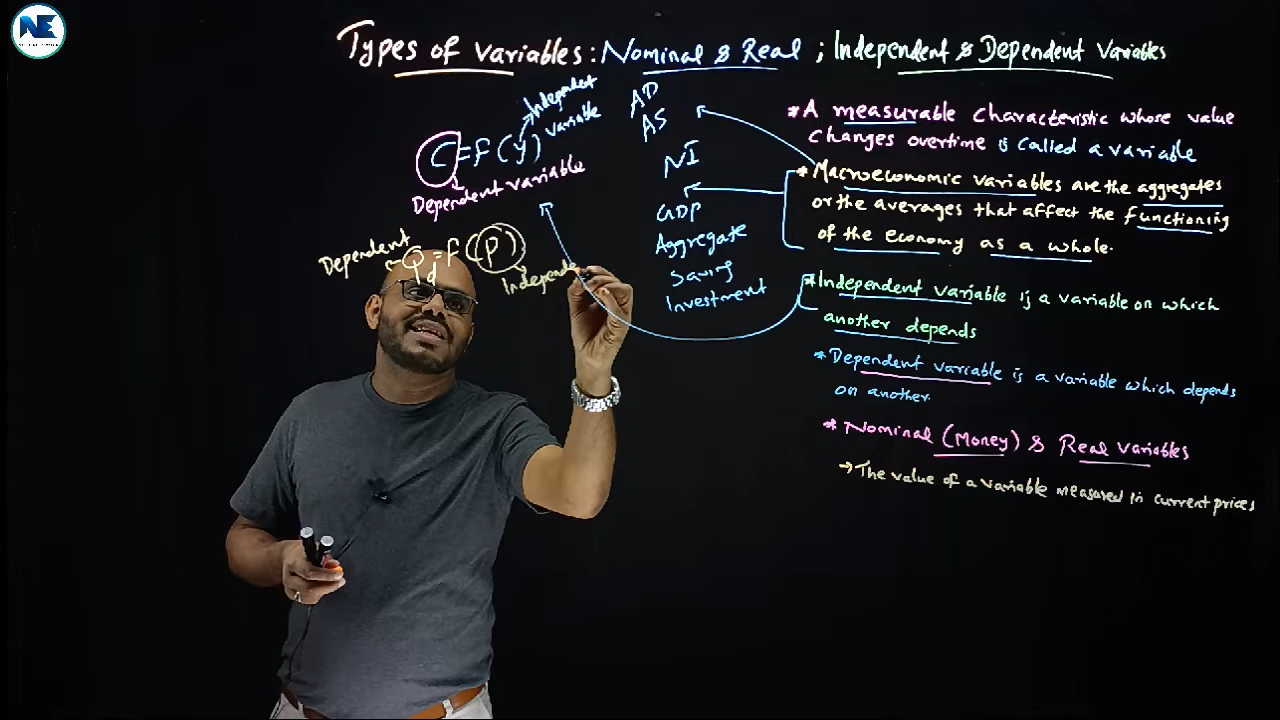 NE
Types of variables : Nominal & Real ; Independent & Dependent Variables
Independent
variable
C = f (y)
Dependent variable
AD
AS
NI
GDP
Aggregate
Saving
Investment
Dependent
Qd = f (P)
Independe
* A measurable characteristic whose value
changes overtime is called a variable
* Macroeconomic variables are the aggregates
or the averages that affect the functioning
of the economy as a whole.
* Independent variable is a variable on which
another depends
* Dependent variable is a variable which depends
on another.
* Nominal (Money) & Real variables
→ The value of a variable measured in current prices